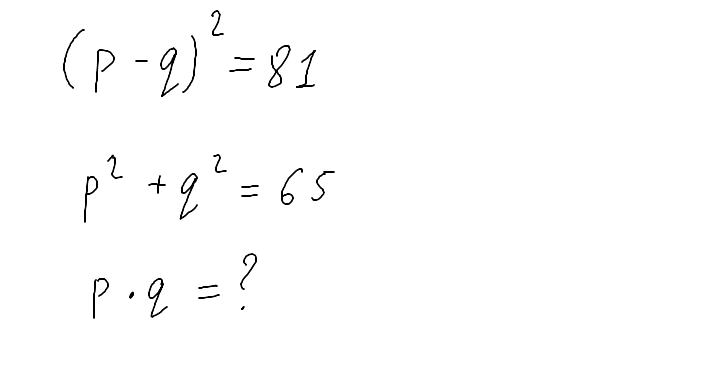 (p - q)² = 81
p² + q² = 65
p · q = ?